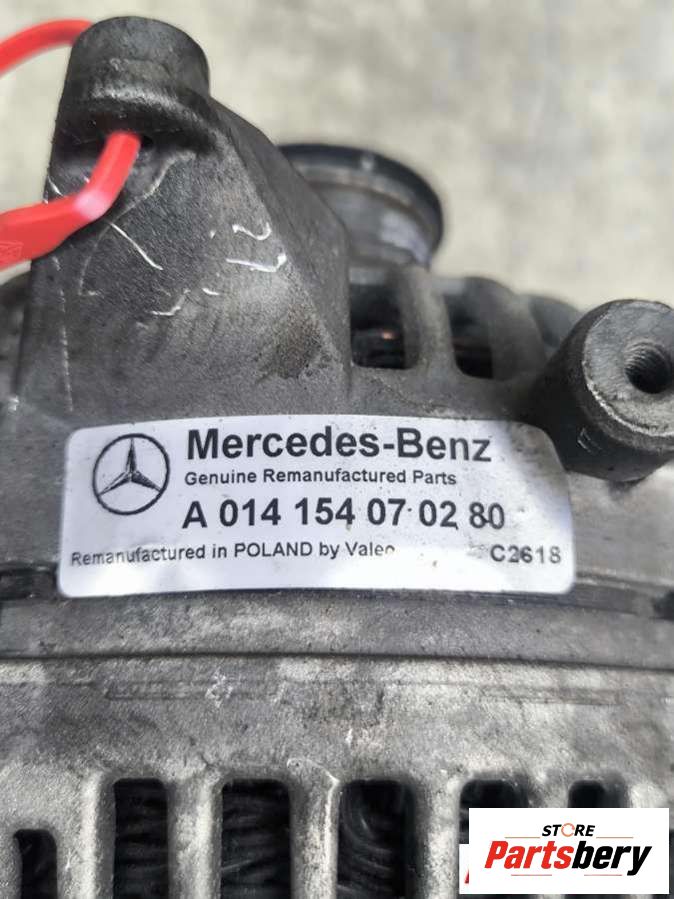 Mercedes-Benz
Genuine Remanufactured Parts
A 014 154 07 02 80
Remanufactured in POLAND by Valeo
C2618
STORE
Partsbery